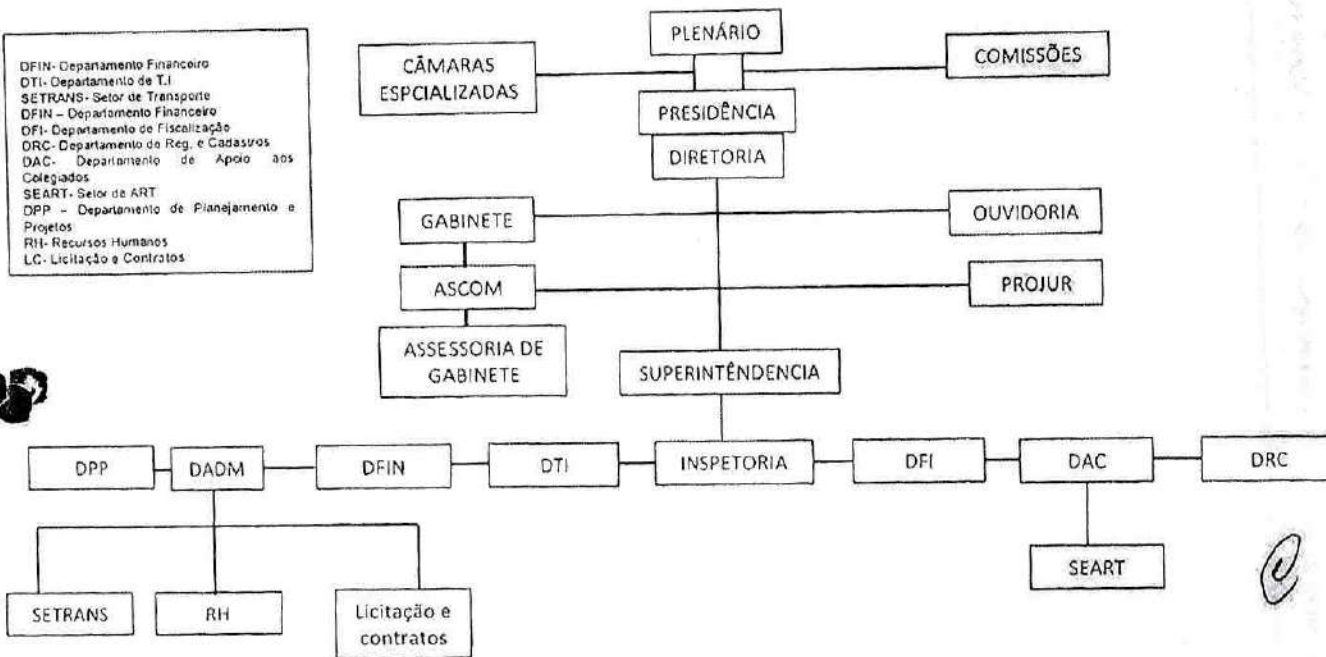 PLENÁRIO
CÂMARAS
ESPCIALIZADAS
COMISSÕES
PRESIDÊNCIA
DIRETORIA
DFIN- Departamento Financeiro
DTI- Departamento de T.I
SETRANS- Setor de Transporte
DFIN – Departamento Financeiro
DFI- Departamento de Fiscalização
DRC- Departamento de Reg. e Cadastros
DAC- Departamento de Apoio aos
Colegiados
SEART- Setor de ART
DPP – Departamento de Planejamento e
Projetos
RH- Recursos Humanos
LC- Licitação e Contratos
GABINETE
OUVIDORIA
ASCOM
PROJUR
ASSESSORIA DE
GABINETE
SUPERINTÊNDENCIA
DPP
DADM
DFIN
DTI
INSPETORIA
DFI
DAC
DRC
SEART
SETRANS
RH
Licitação e
contratos